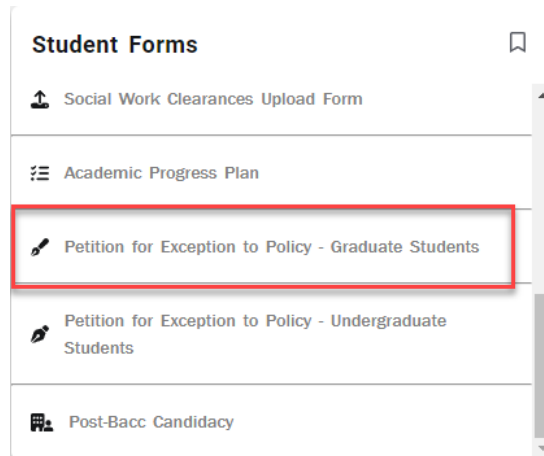 Student Forms
Social Work Clearances Upload Form
Academic Progress Plan
Petition for Exception to Policy - Graduate Students
Petition for Exception to Policy - Undergraduate
Students
Post-Bacc Candidacy